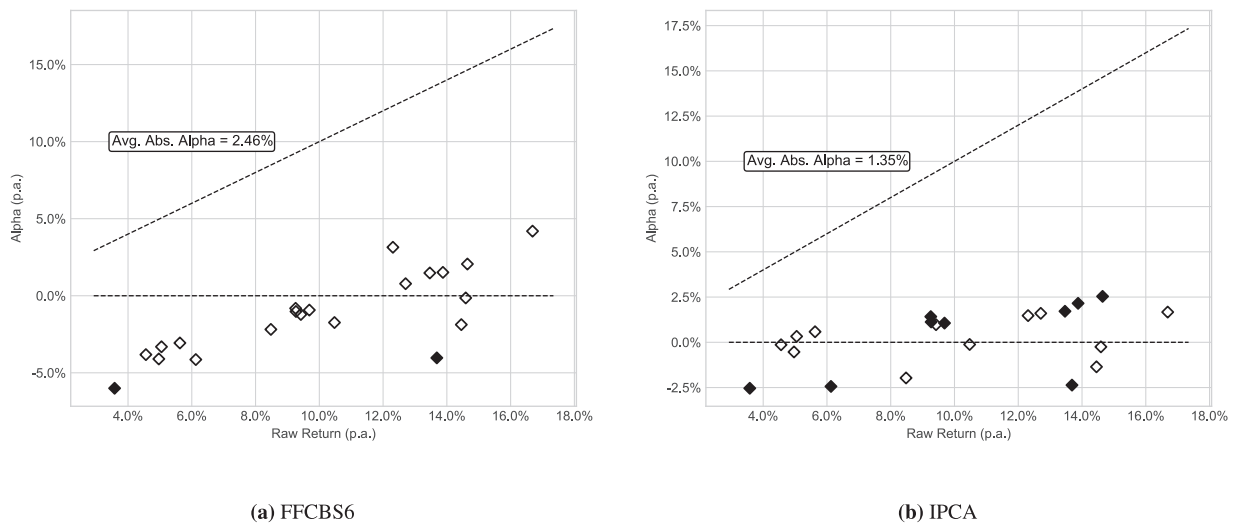 15.0%
10.0%
5.0%
0.0%
-5.0%
Alpha (p.a.)
Avg. Abs. Alpha = 2.46%
4.0% 6.0% 8.0% 10.0% 12.0% 14.0% 16.0% 18.0%
Raw Return (p.a.)
(a) FFCBS6
17.5%
15.0%
12.5%
10.0%
7.5%
5.0%
2.5%
0.0%
-2.5%
Alpha (p.a.)
Avg. Abs. Alpha = 1.35%
4.0% 6.0% 8.0% 10.0% 12.0% 14.0% 16.0% 18.0%
Raw Return (p.a.)
(b) IPCA